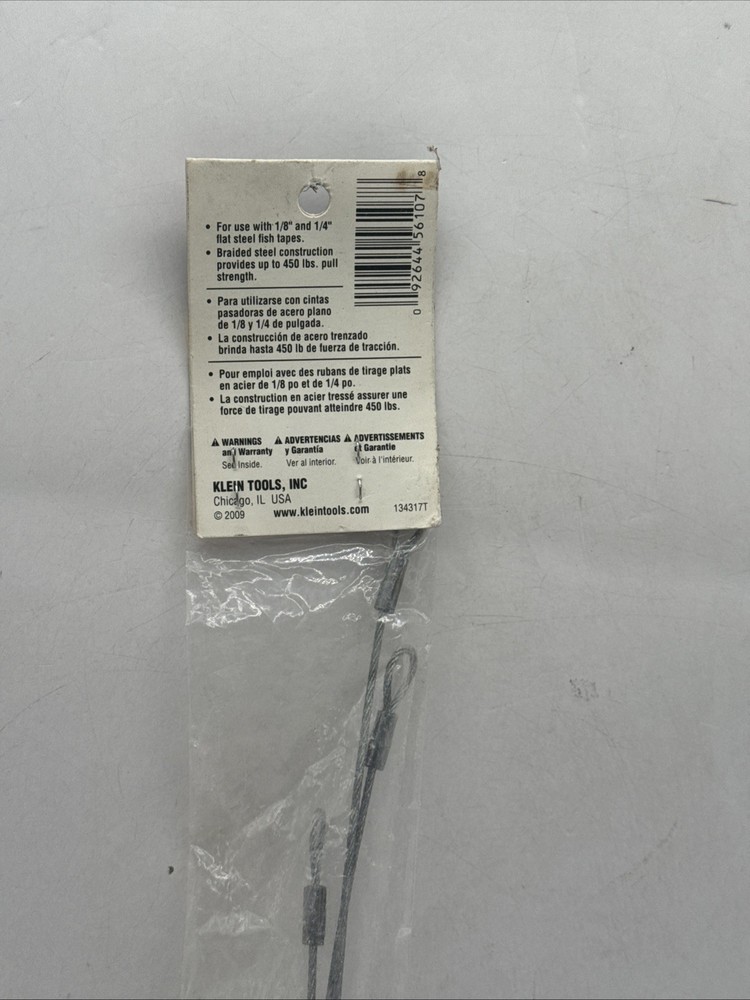 • For use with 1/8" and 1/4"
flat steel fish tapes.
• Braided steel construction
provides up to 450 lbs. pull
strength.
• Para utilizarse con cintas
pasadoras de acero plano
de 1/8 y 1/4 de pulgada.
• La construcción de acero trenzado
brinda hasta 450 lb de fuerza de tracción.
• Pour emploi avec des rubans de tirage plats
en acier de 1/8 po et de 1/4 po.
• La construction en acier tressé assurer une
force de tirage pouvant atteindre 450 lbs.
0 92644 56107 8
⚠ WARNINGS
and Warranty
See Inside.
⚠ ADVERTENCIAS
y Garantía
Ver al interior.
⚠ ADVERTISSEMENTS
et Garantie
Voir à l'intérieur.
KLEIN TOOLS, INC
Chicago, IL USA
© 2009
www.kleintools.com
134317T